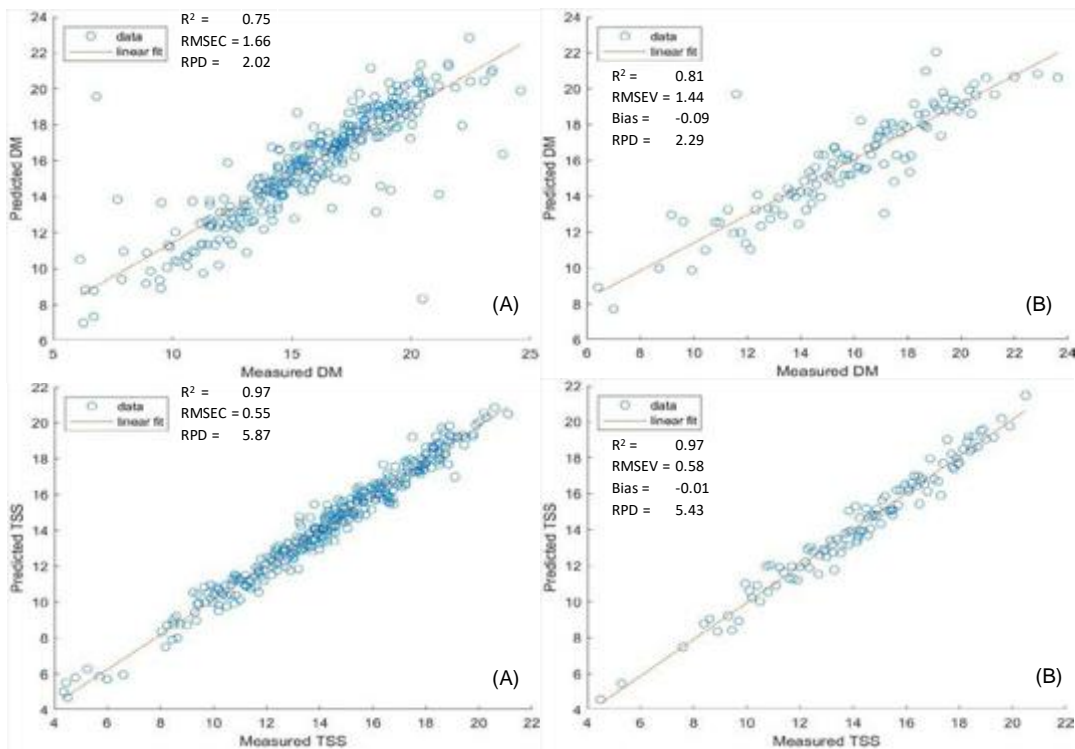 24
22
20
18
16
14
12
10
8
6
5
10
15
20
25
Predicted DM
Measured DM
data
linear fit
R² = 0.75
RMSEC = 1.66
RPD = 2.02
(A)
24
22
20
18
16
14
12
10
8
6
6
8
10
12
14
16
18
20
22
24
Predicted DM
Measured DM
data
linear fit
R² = 0.81
RMSEV = 1.44
Bias = -0.09
RPD = 2.29
(B)
22
20
18
16
14
12
10
8
6
4
4
6
8
10
12
14
16
18
20
22
Predicted TSS
Measured TSS
data
linear fit
R² = 0.97
RMSEC = 0.55
RPD = 5.87
(A)
22
20
18
16
14
12
10
8
6
4
4
6
8
10
12
14
16
18
20
22
Predicted TSS
Measured TSS
data
linear fit
R² = 0.97
RMSEV = 0.58
Bias = -0.01
RPD = 5.43
(B)